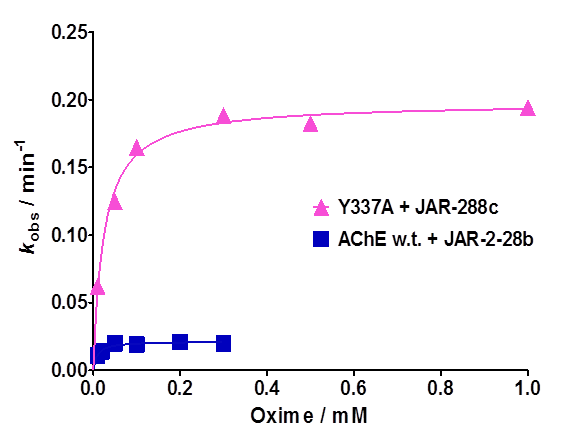 0.25
0.20
0.15
0.10
0.05
0.00
kobs / min-1
Y337A + JAR-288c
AChE w.t. + JAR-2-28b
0.0 0.2 0.4 0.6 0.8 1.0
Oxime / mM